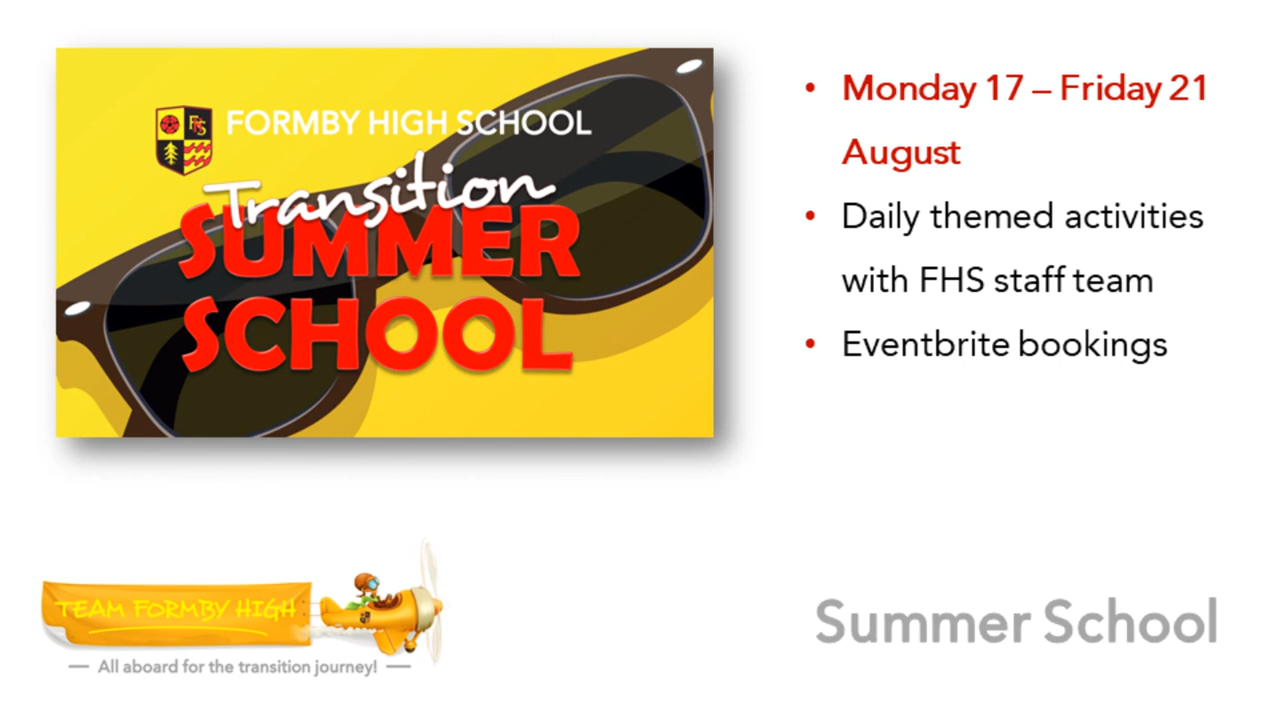 FORMBY HIGH SCHOOL
Transition
SUMMER
SCHOOL
• Monday 17 – Friday 21
August
• Daily themed activities
with FHS staff team
• Eventbrite bookings
TEAM FORMBY HIGH
— All aboard for the transition journey! —
Summer School